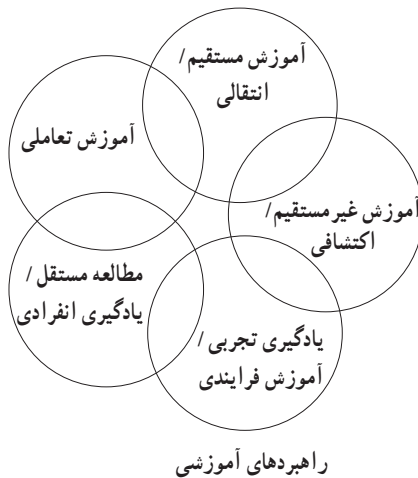 آموزش مستقیم/
انتقالی
آموزش تعاملی
آموزش غیرمستقیم/
اکتشافی
مطالعه مستقل/
یادگیری انفرادی
یادگیری تجربی/
آموزش فرایندی
راهبردهای آموزشی